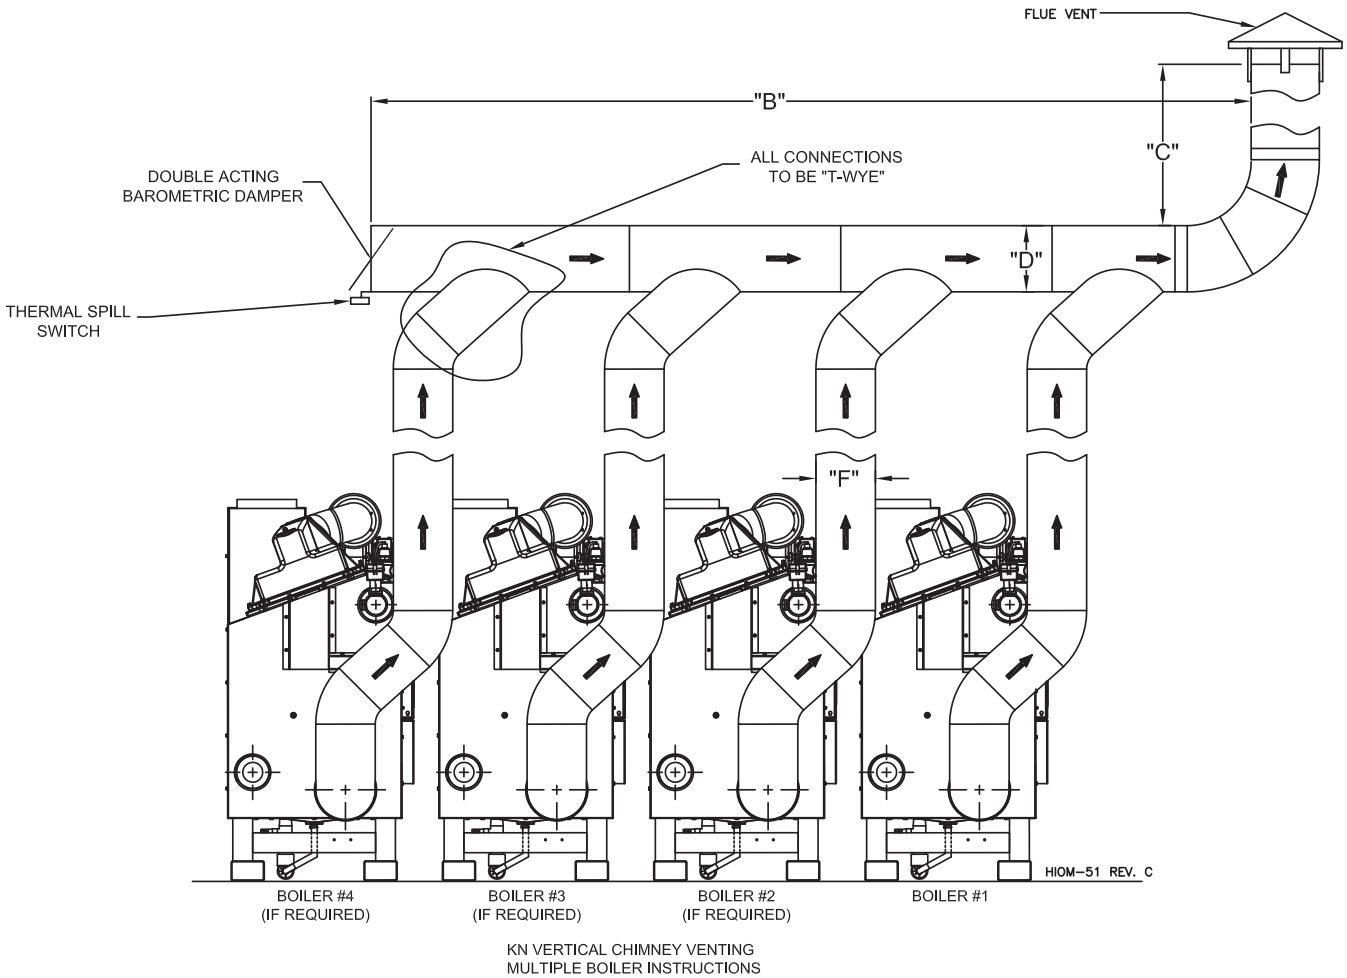 FLUE VENT
"B"
"C"
ALL CONNECTIONS
TO BE "T-WYE"
DOUBLE ACTING
BAROMETRIC DAMPER
"D"
THERMAL SPILL
SWITCH
"F"
HIOM-51 REV. C
BOILER #4
(IF REQUIRED)
BOILER #3
(IF REQUIRED)
BOILER #2
(IF REQUIRED)
BOILER #1
KN VERTICAL CHIMNEY VENTING
MULTIPLE BOILER INSTRUCTIONS